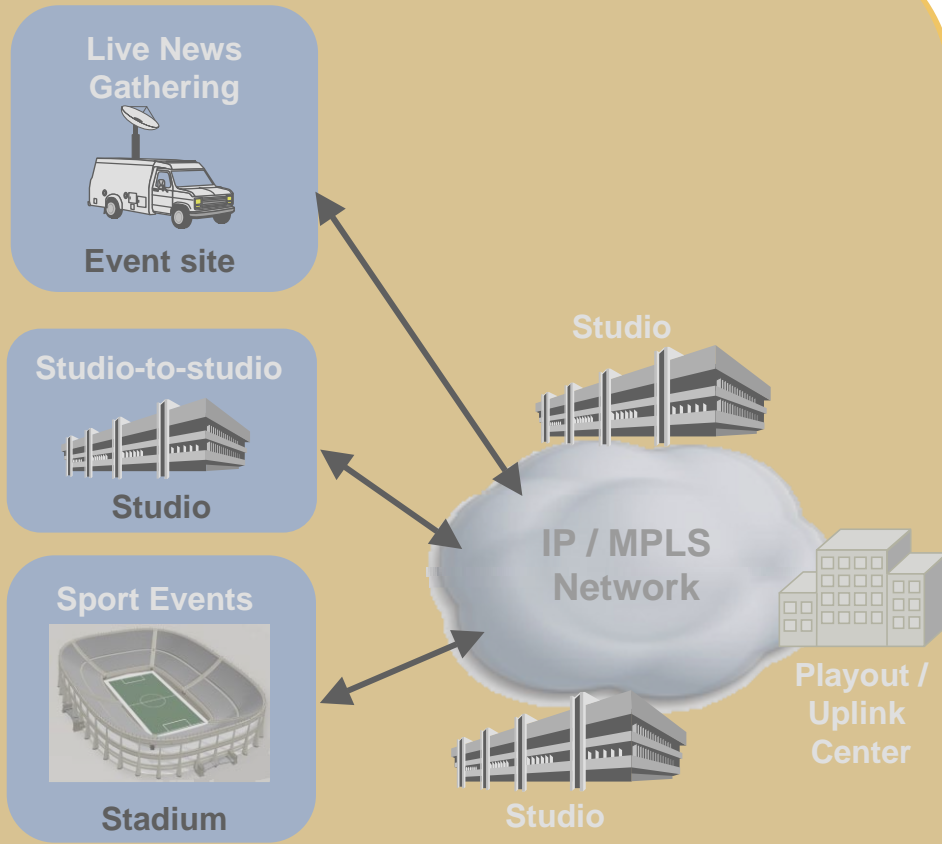 Live News
Gathering
Event site
Studio-to-studio
Studio
Sport Events
Stadium
Studio
IP / MPLS
Network
Playout /
Uplink
Center
Studio